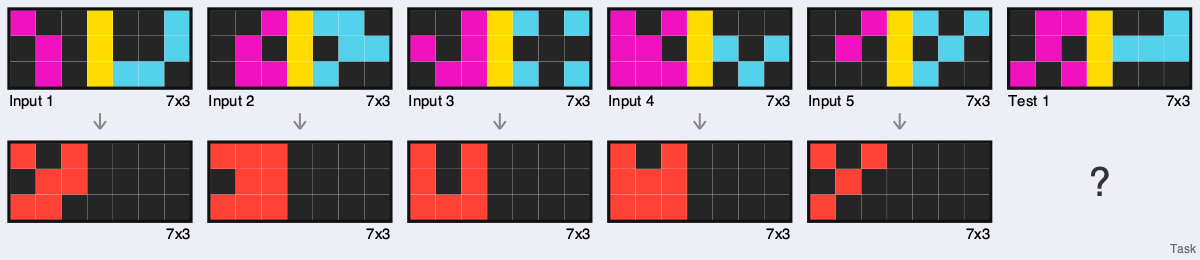 Input 1 7x3
Input 2 7x3
Input 3 7x3
Input 4 7x3
Input 5 7x3
Test 1 7x3
?
7x3
7x3
7x3
7x3
7x3
Task